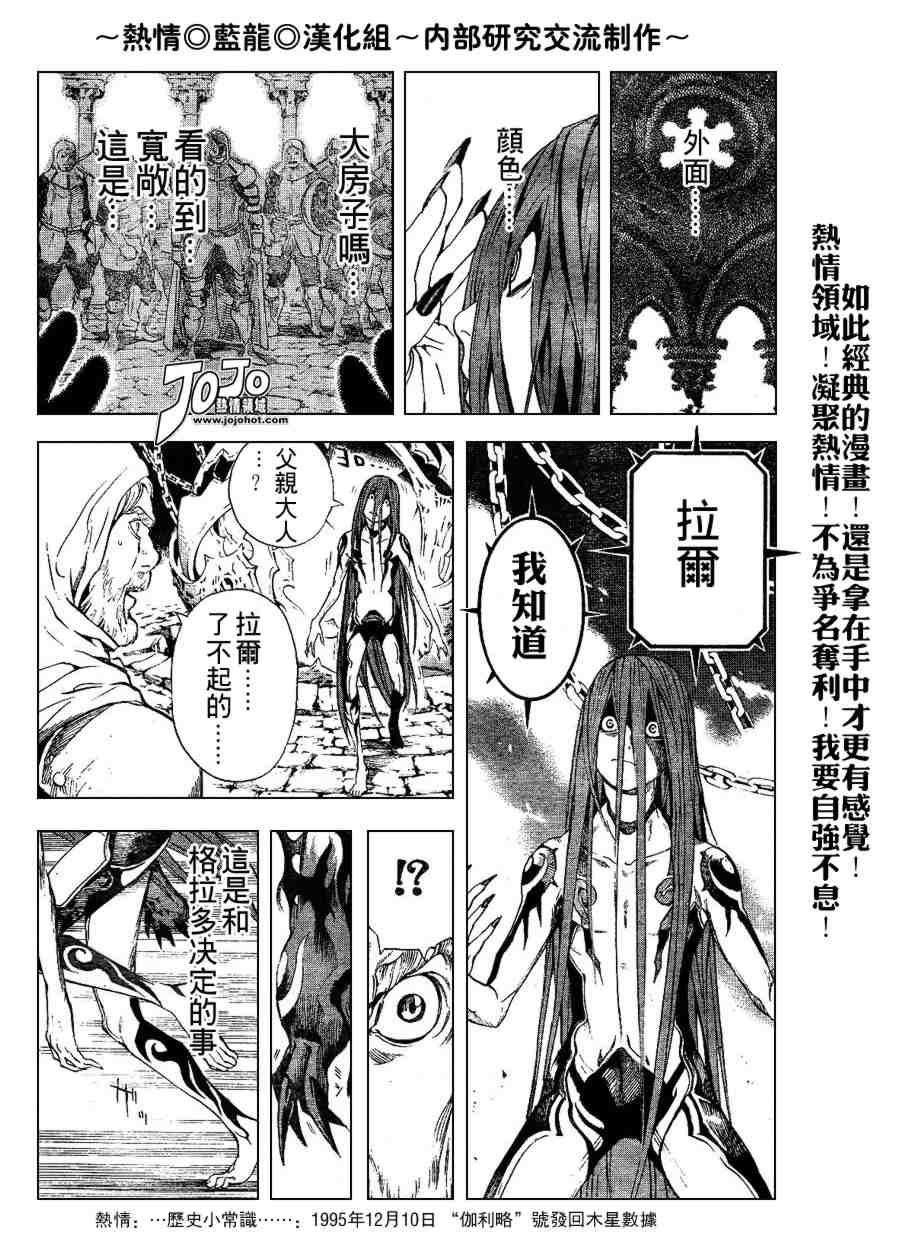 ～熱情◎藍龍◎漢化組～内部研究交流制作～
外面……
顔色……
大房子嗎……
看的到…
寬敞…
這是…
JOJO
熱情領域
www.jojohot.com
拉爾
我知道
父親大人
…?
拉爾……
了不起的……
!?
這是和
格拉多決定的事
如此經典的漫畫！還是拿在手中才更有感覺！
熱情領域！凝聚熱情！不為爭名奪利！我要自強不息！
熱情：…歷史小常識……：1995年12月10日 “伽利略”號發回木星數據